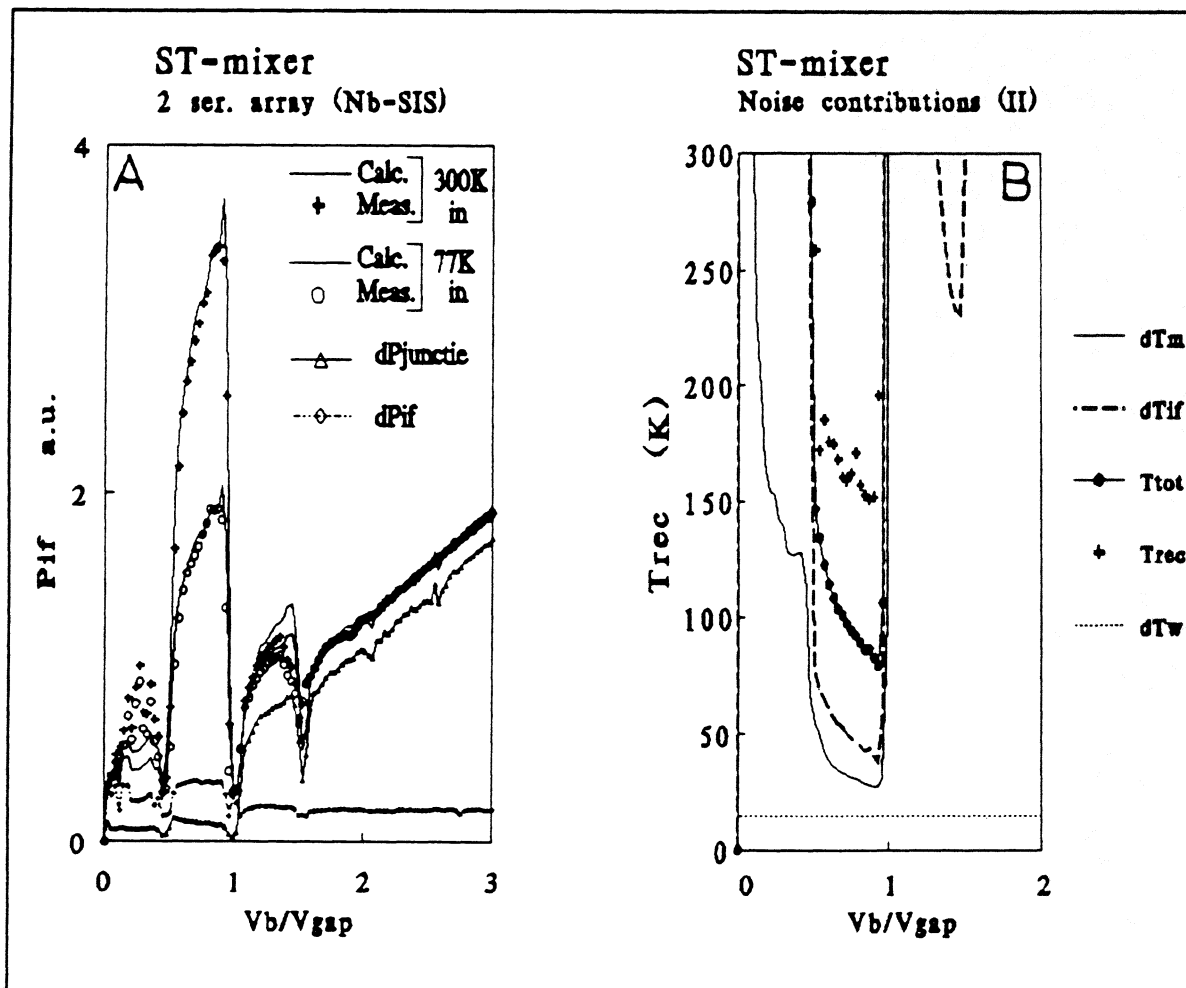 ST-mixer
2 ser. array (Nb-SIS)
4
2
0
Pif a.u.
A
Calc.
Meas.
300K
in
Calc.
Meas.
77K
in
dPjunctie
dPif
0 1 2 3
Vb/Vgap
ST-mixer
Noise contributions (II)
300
250
200
150
100
50
0
Trec (K)
B
0 1 2
Vb/Vgap
dTm
dTif
Ttot
Trec
dTw